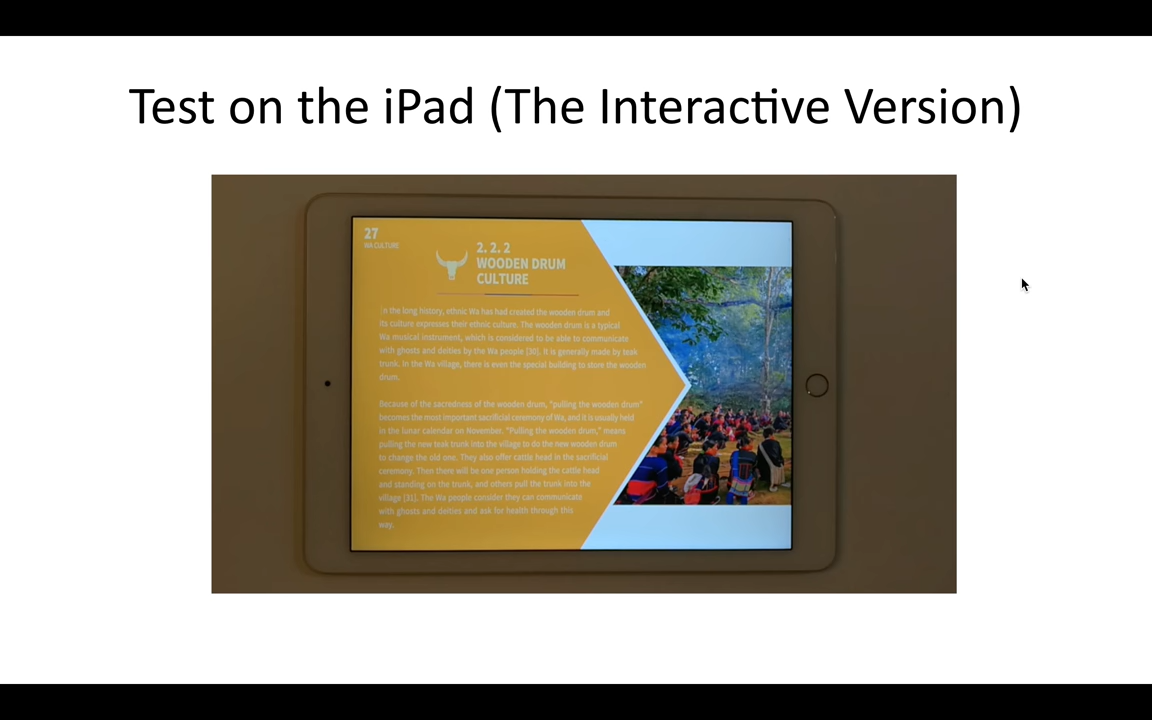 Test on the iPad (The Interactive Version)
27
WA CULTURE
2. 2. 2
WOODEN DRUM
CULTURE
In the long history, ethnic Wa has had created the wooden drum and
its culture expresses their ethnic culture. The wooden drum is a typical
Wa musical instrument, which is considered to be able to communicate
with ghosts and deities by the Wa people [30]. It is generally made by teak
trunk. In the Wa village, there is even the special building to store the wooden
drum.
Because of the sacredness of the wooden drum, "pulling the wooden drum"
becomes the most important sacrificial ceremony of Wa, and it is usually held
in the lunar calendar on November. "Pulling the wooden drum," means
pulling the new teak trunk into the village to do the new wooden drum
to change the old one. They also offer cattle head in the sacrificial
ceremony. Then there will be one person holding the cattle head
and standing on the trunk, and others pull the trunk into the
village [31]. The Wa people consider they can communicate
with ghosts and deities and ask for health through this
way.